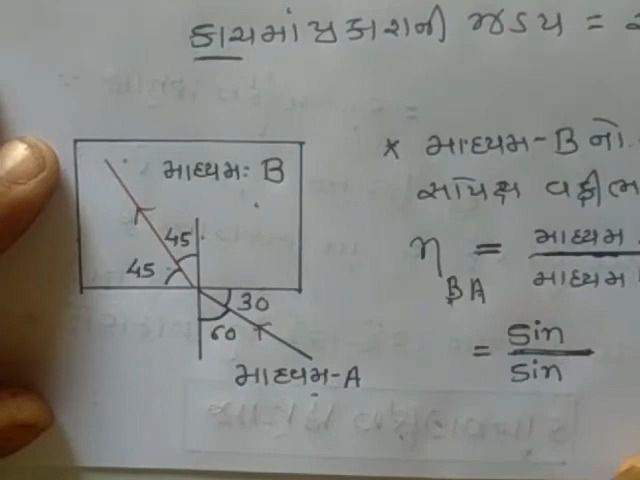 કાચમાં પ્રકાશની ઝડપ =
માધ્યમ: B
45
45
30
60
માધ્યમ-A
* માધ્યમ-B નો
સાપેક્ષ વક્રીભ
η BA = માધ્યમ
માધ્યમ
= sin
sin